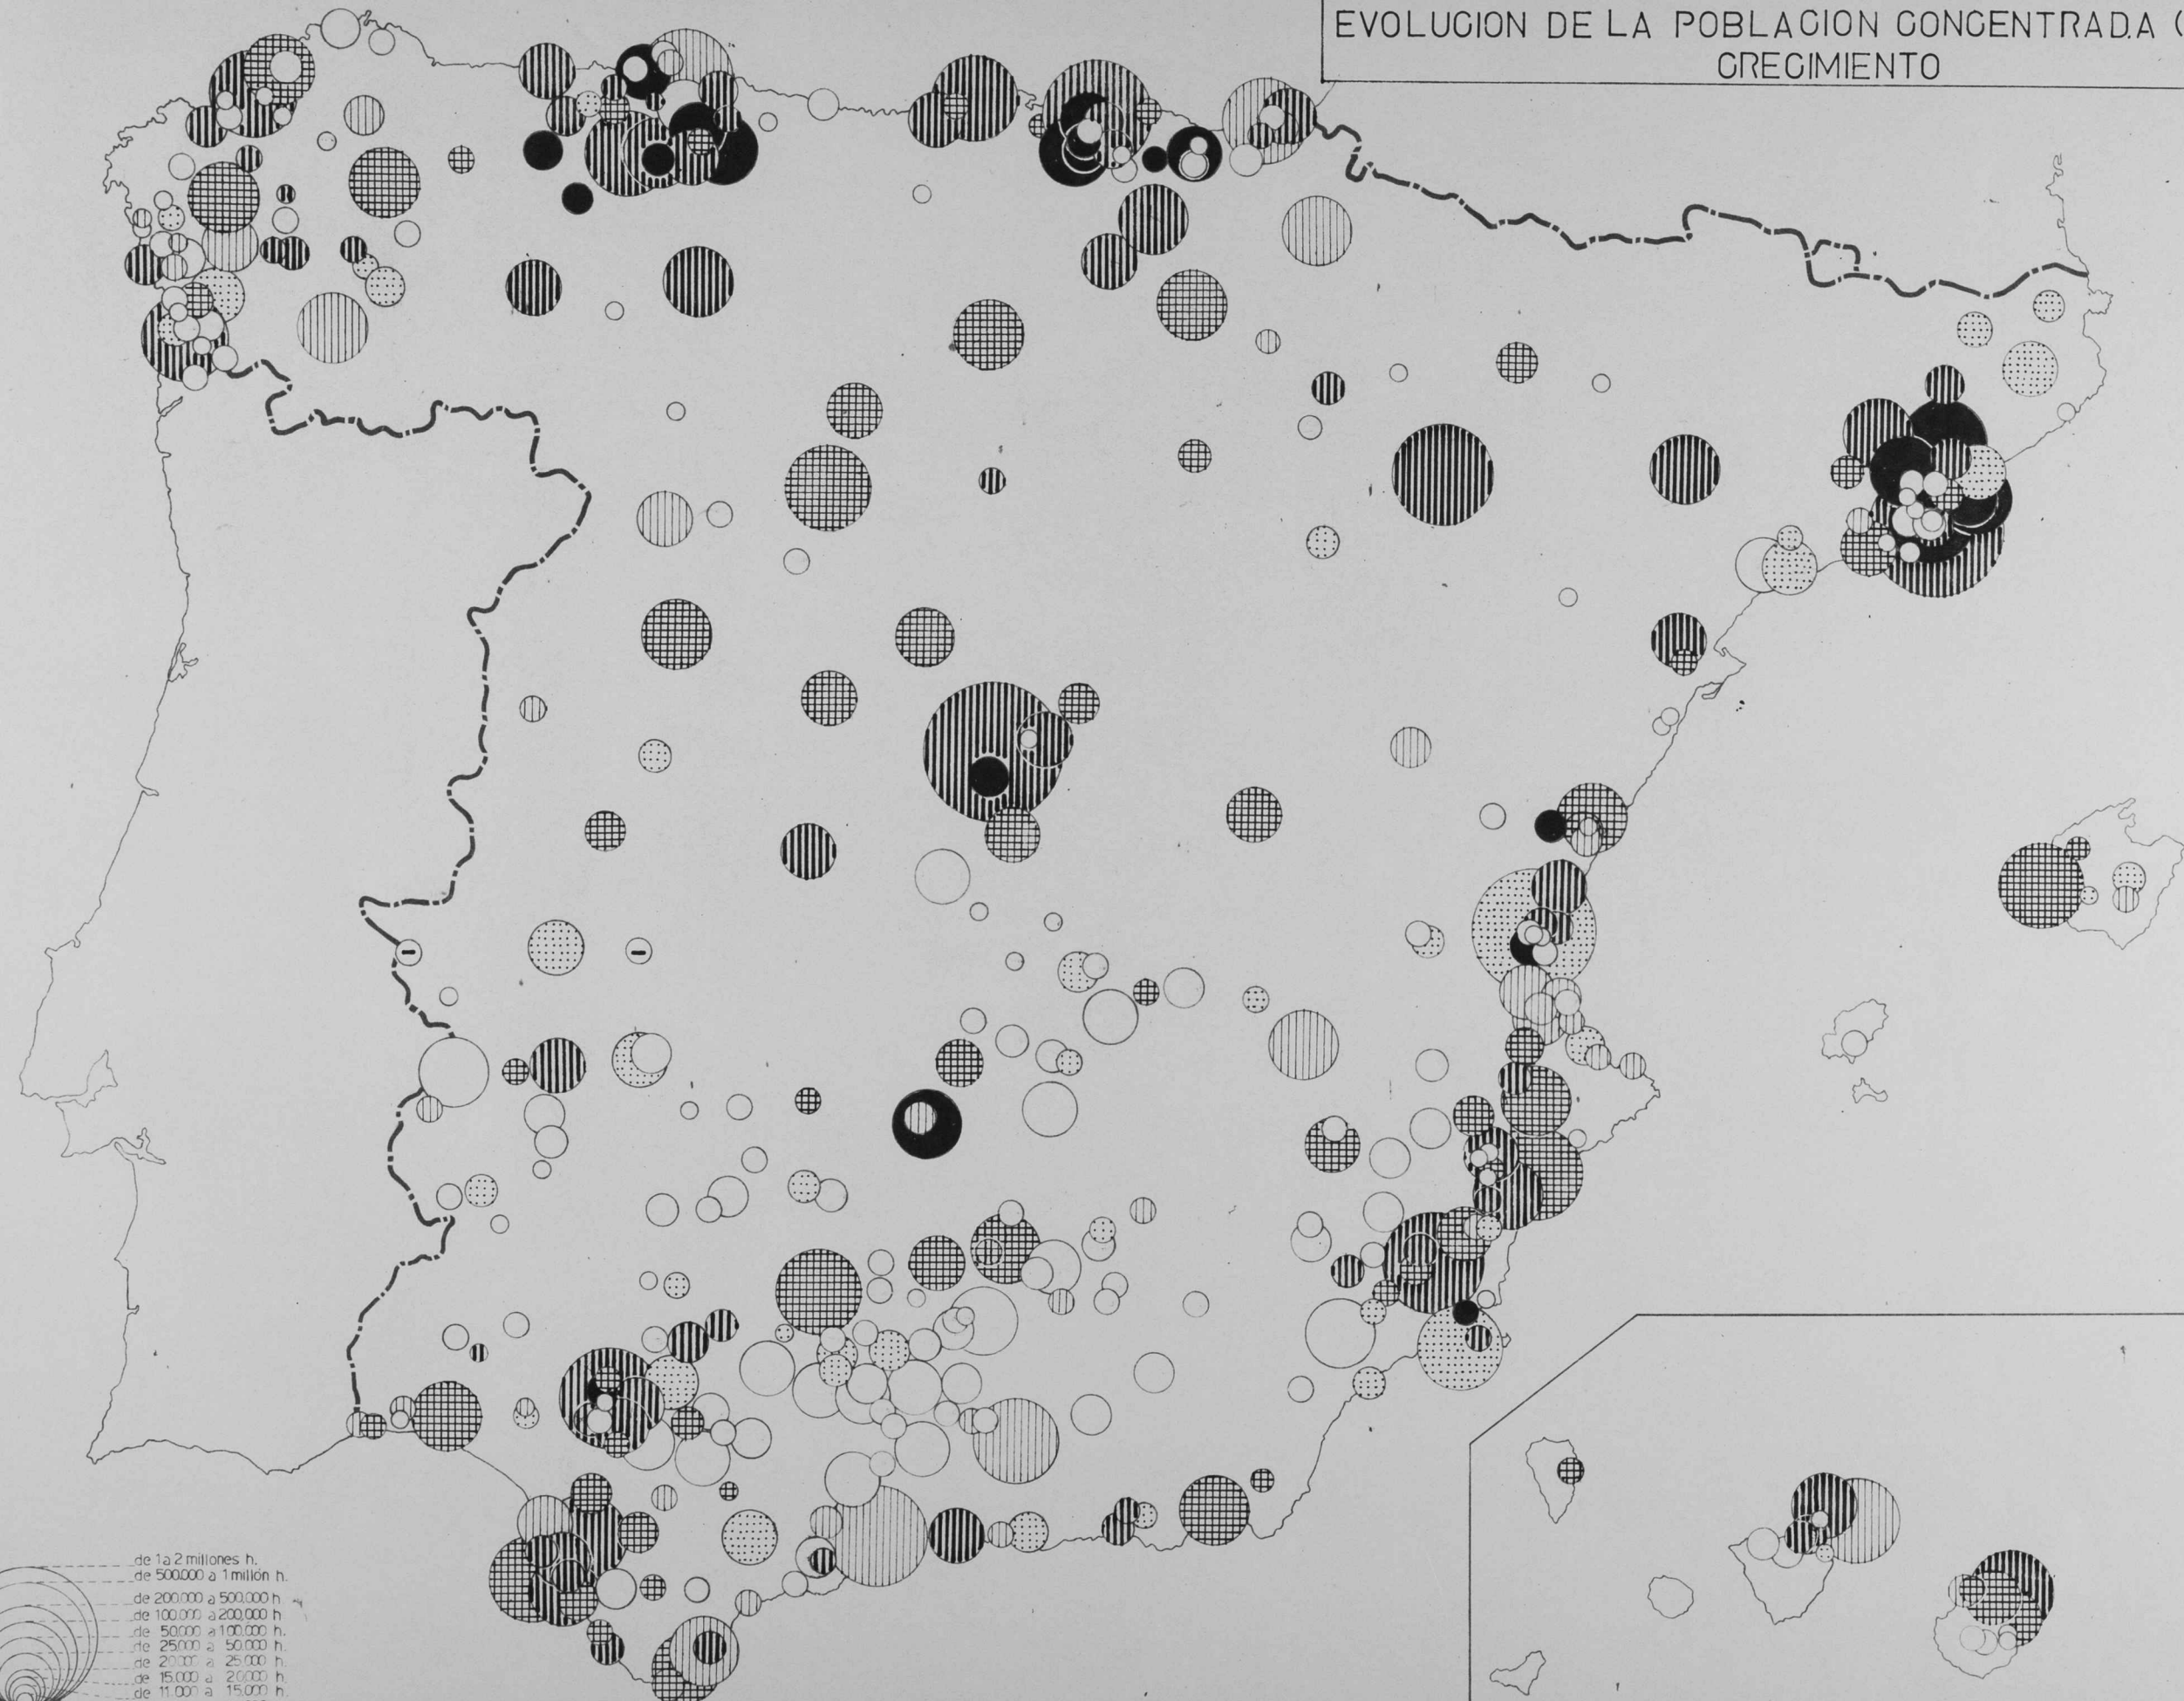 EVOLUCION DE LA POBLACION CONCENTRADA (
CRECIMIENTO
de 1a 2 millones h.
de 500.000 a 1 millón h.
de 200.000 a 500.000 h.
de 100.000 a 200.000 h
de 50.000 a 100.000 h.
de 25.000 a 50.000 h.
de 20.000 a 25.000 h.
de 15.000 a 20.000 h.
de 11.000 a 15.000 h.